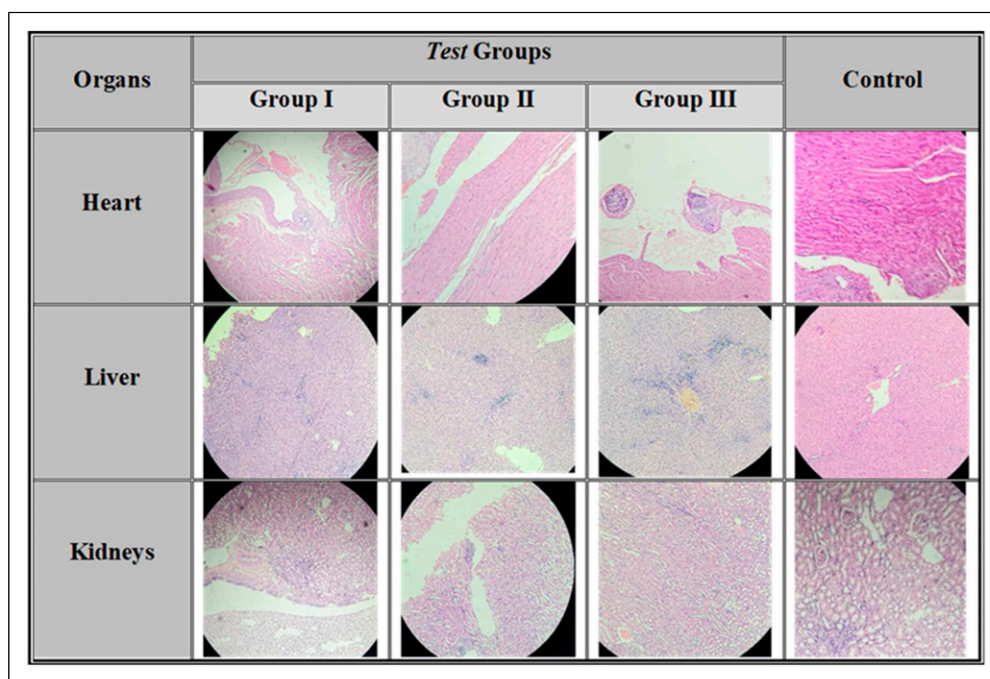 Organs
Test Groups
Control
Group I
Group II
Group III
Heart
Liver
Kidneys